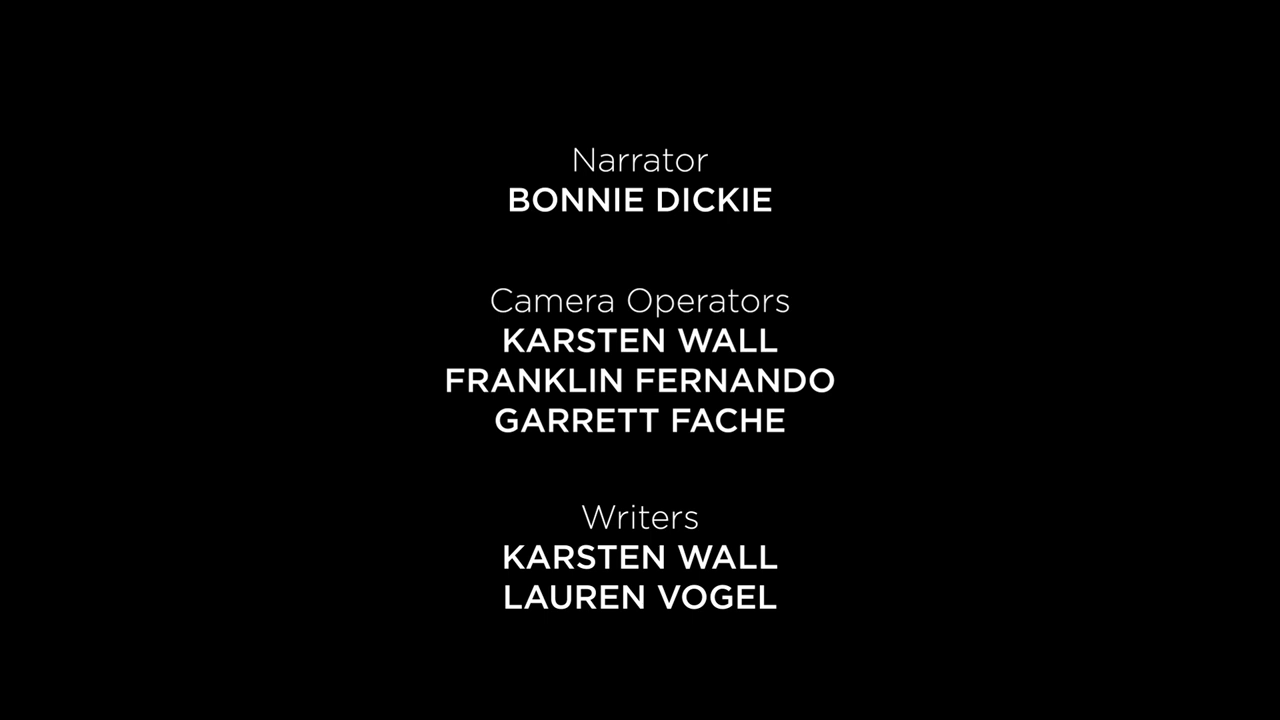 Narrator
BONNIE DICKIE
Camera Operators
KARSTEN WALL
FRANKLIN FERNANDO
GARRETT FACHE
Writers
KARSTEN WALL
LAUREN VOGEL